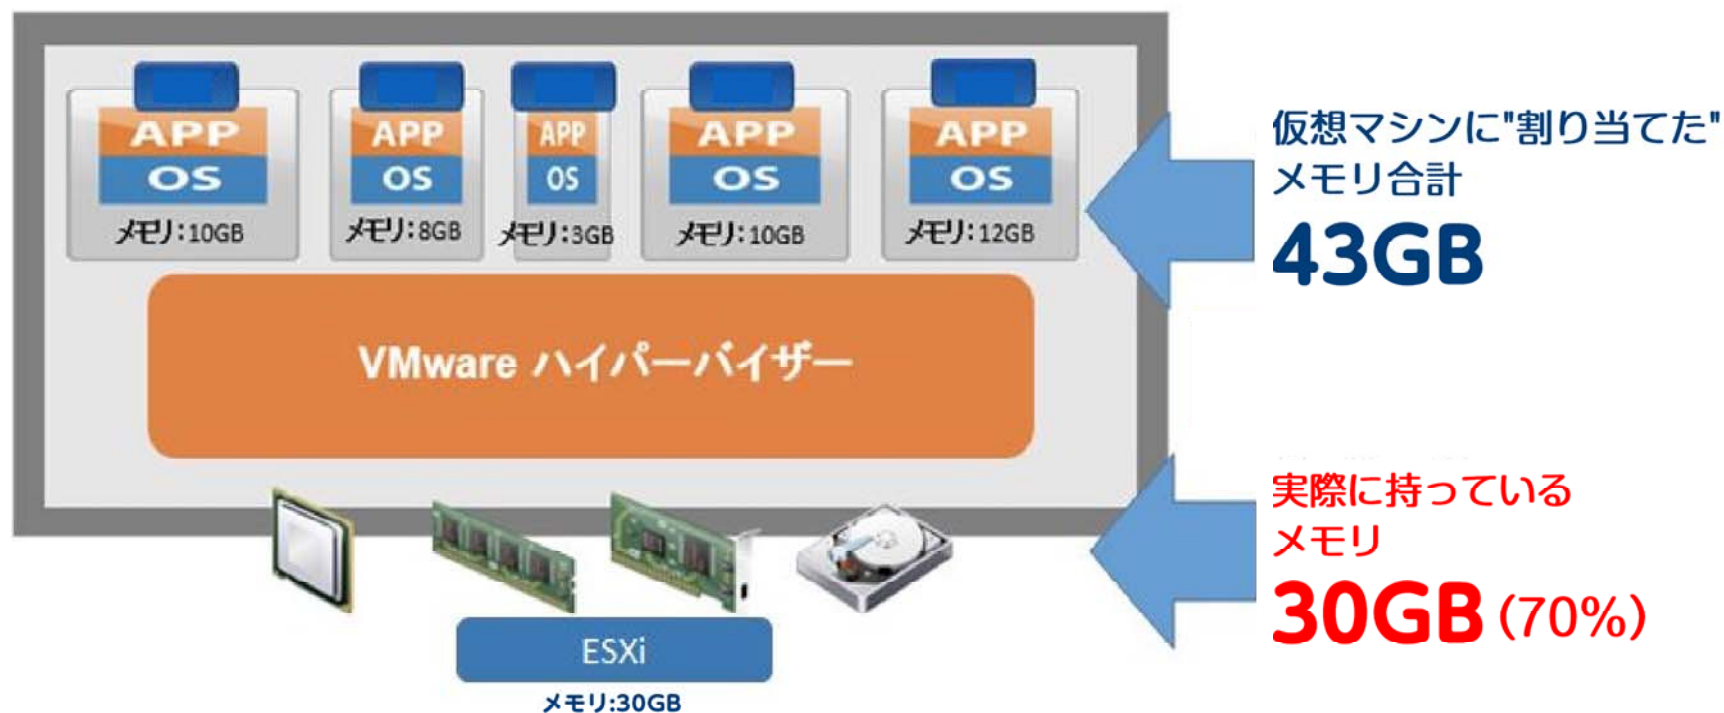 APP
OS
メモリ:10GB
APP
OS
メモリ:8GB
APP
OS
メモリ:3GB
APP
OS
メモリ:10GB
APP
OS
メモリ:12GB
仮想マシンに"割り当てた"
メモリ合計
43GB
VMware ハイパーバイザー
実際に持っている
メモリ
30GB (70%)
ESXi
メモリ:30GB